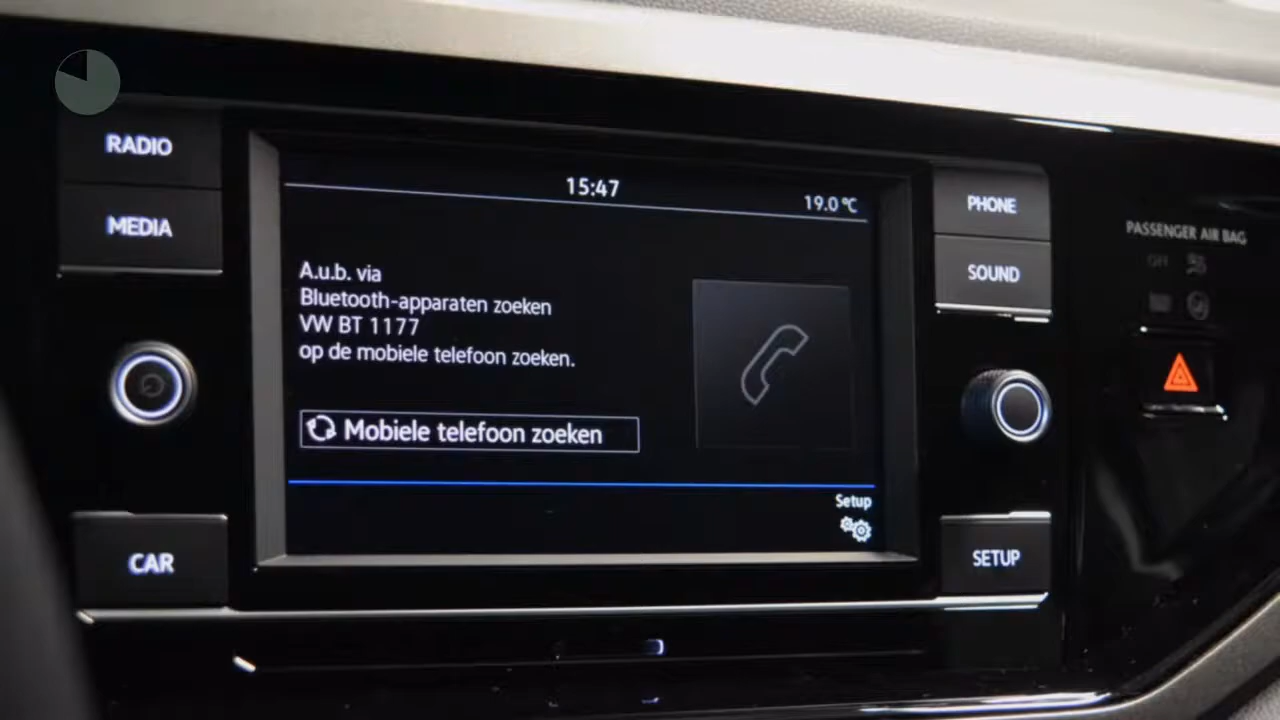 RADIO
MEDIA
CAR
15:47
19.0 °C
A.u.b. via
Bluetooth-apparaten zoeken
VW BT 1177
op de mobiele telefoon zoeken.
Mobiele telefoon zoeken
Setup
PHONE
SOUND
SETUP
PASSENGER AIR BAG
OFF